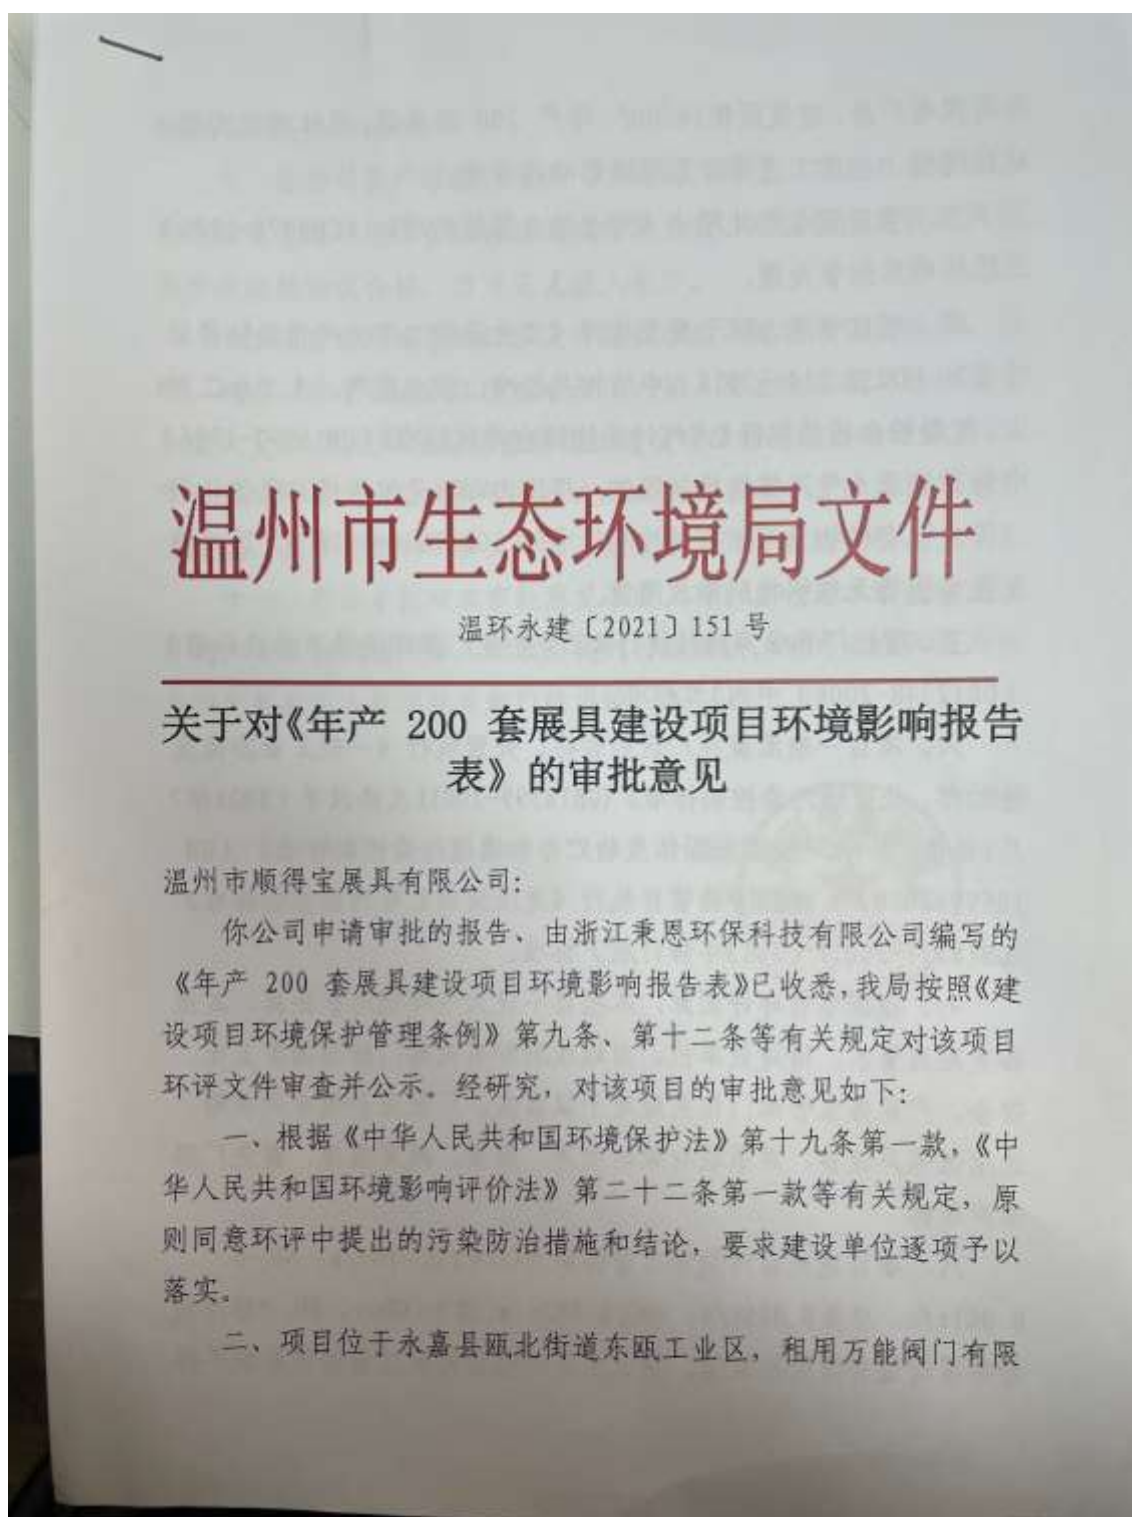 温州市生态环境局文件
温环永建〔2021〕151 号
关于对《年产 200 套展具建设项目环境影响报告
表》的审批意见
温州市顺得宝展具有限公司:
你公司申请审批的报告、由浙江秉恩环保科技有限公司编写的
《年产 200 套展具建设项目环境影响报告表》已收悉,我局按照《建
设项目环境保护管理条例》第九条、第十二条等有关规定对该项目
环评文件审查并公示。经研究,对该项目的审批意见如下:
一、根据《中华人民共和国环境保护法》第十九条第一款,《中
华人民共和国环境影响评价法》第二十二条第一款等有关规定,原
则同意环评中提出的污染防治措施和结论,要求建设单位逐项予以
落实。
二、项目位于永嘉县瓯北街道东瓯工业区,租用万能阀门有限